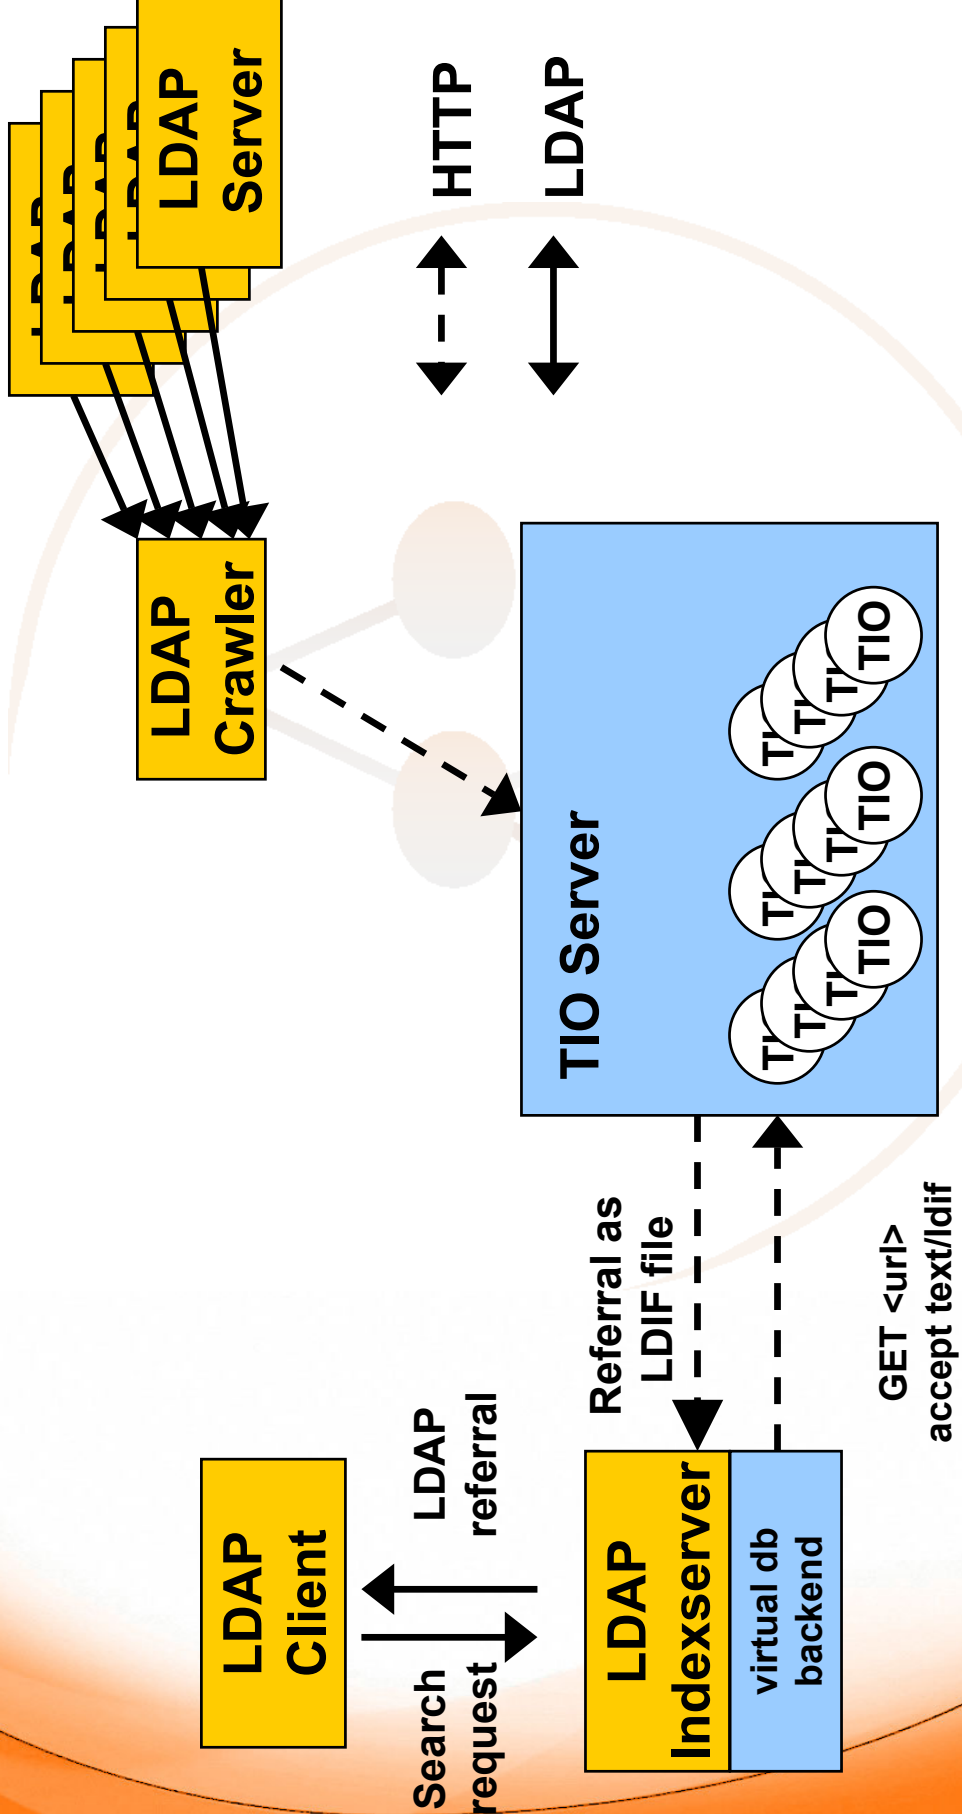 LDAP
Client
LDAP
Crawler
LDAP
Server
Search
request
LDAP
referral
HTTP
LDAP
LDAP
Indexserver
virtual db
backend
Referral as
LDIF file
GET <url>
accept text/ldif
TIO Server
TIO
TIO
TIO